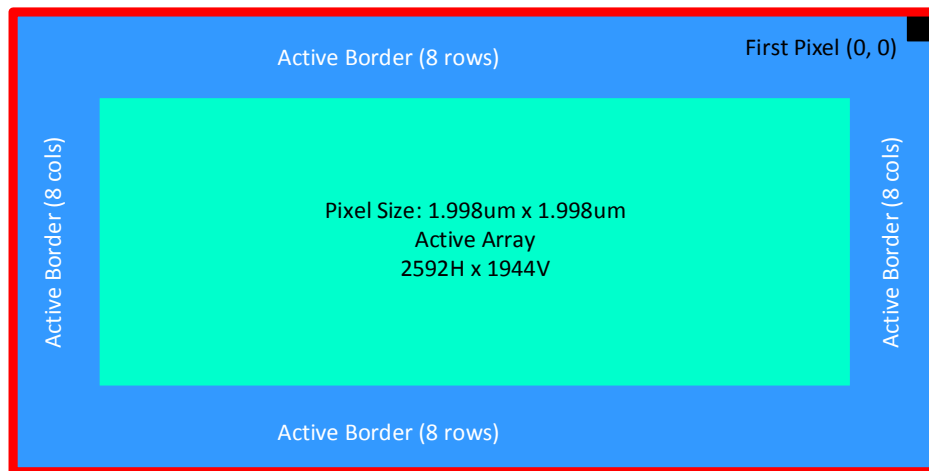 Active Border (8 rows)
First Pixel (0, 0)
Active Border (8 cols)
Pixel Size: 1.998um x 1.998um
Active Array
2592H x 1944V
Active Border (8 cols)
Active Border (8 rows)